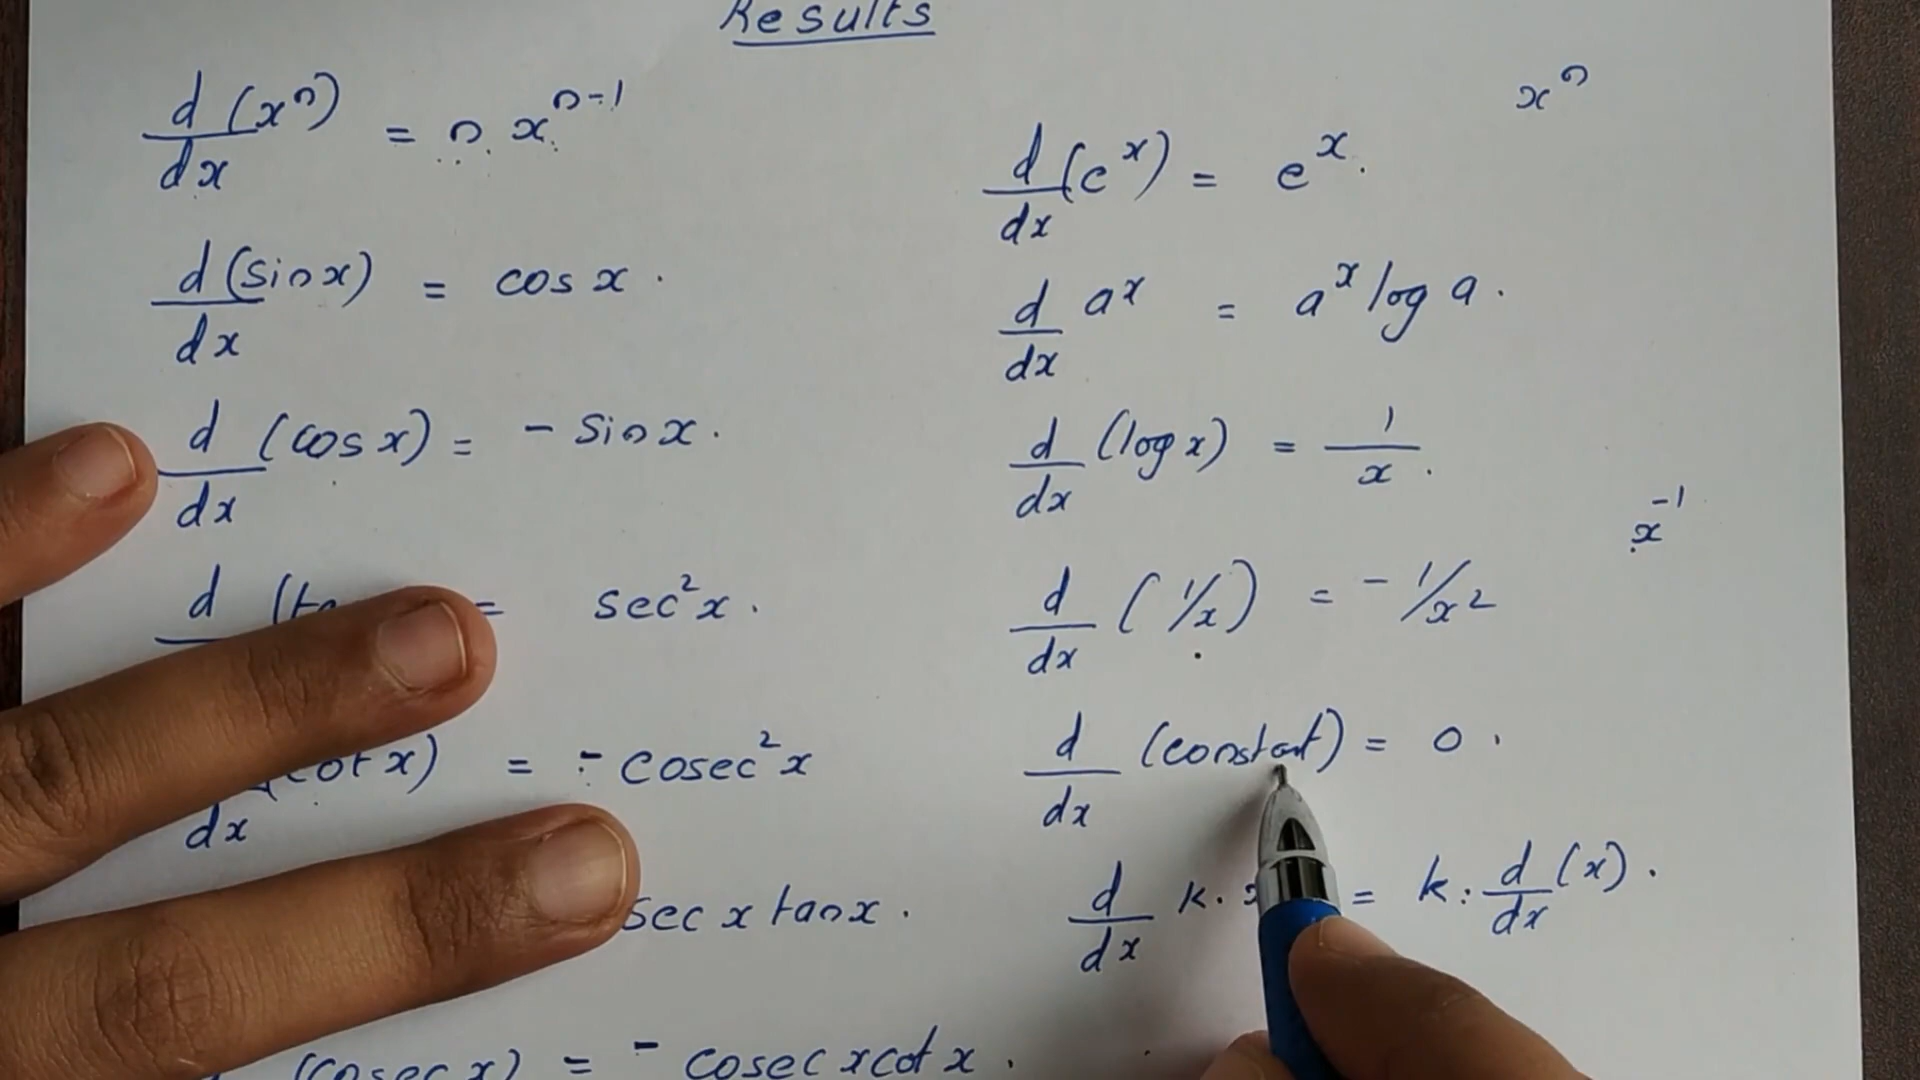 Results
d/dx (xⁿ) = n xⁿ⁻¹
d/dx (sin x) = cos x .
d/dx (cos x) = - sin x .
d = sec²x .
cot x) = - cosec²x
dx
sec x tan x .
(cosec x) = - cosec x cot x .
xⁿ
d/dx (eˣ) = eˣ .
d/dx aˣ = aˣ log a .
d/dx (log x) = 1/x .
x⁻¹
d/dx (1/x) = - 1/x²
d/dx (constant) = 0 .
d/dx k . = k . d/dx (x) .